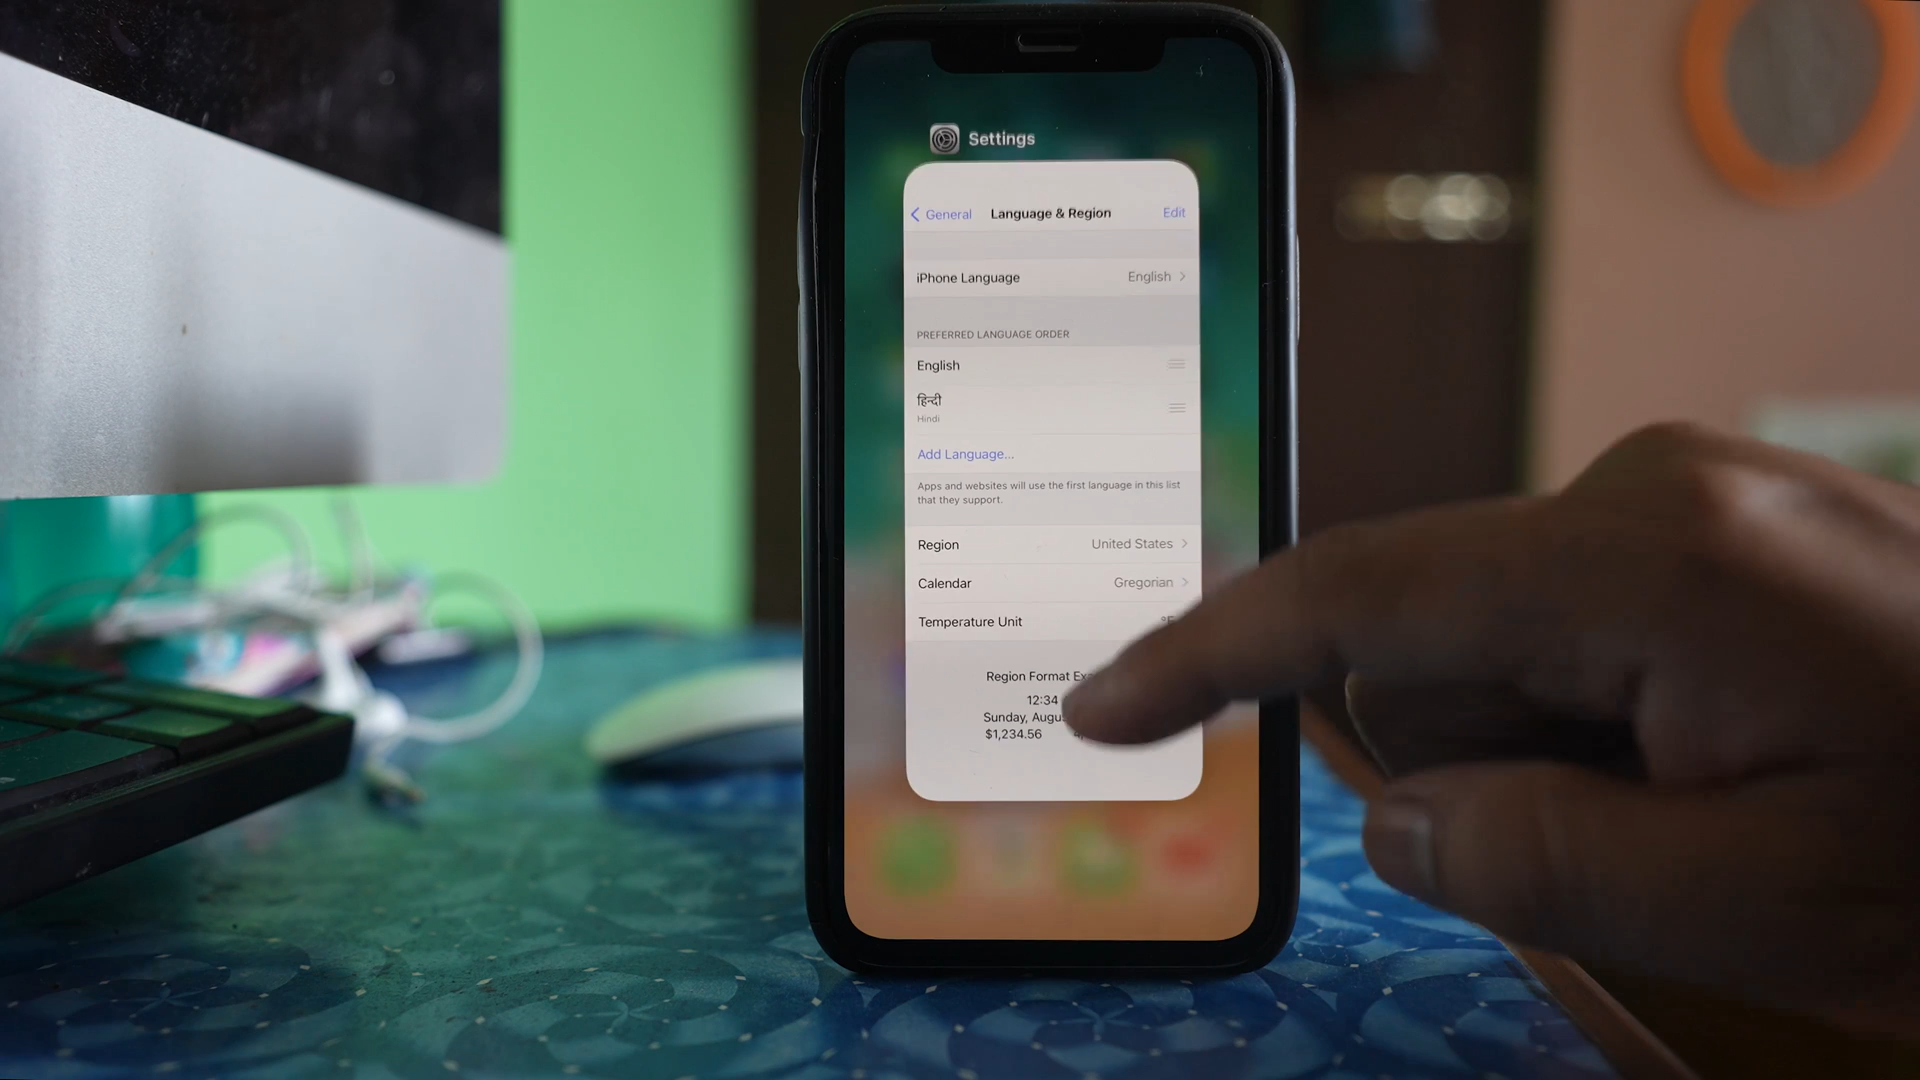 Settings
General Language & Region Edit
iPhone Language English
PREFERRED LANGUAGE ORDER
English
हिन्दी
Hindi
Add Language...
Apps and websites will use the first language in this list
that they support.
Region United States
Calendar Gregorian
Temperature Unit
Region Format
12:34
Sunday,
$1,234.56